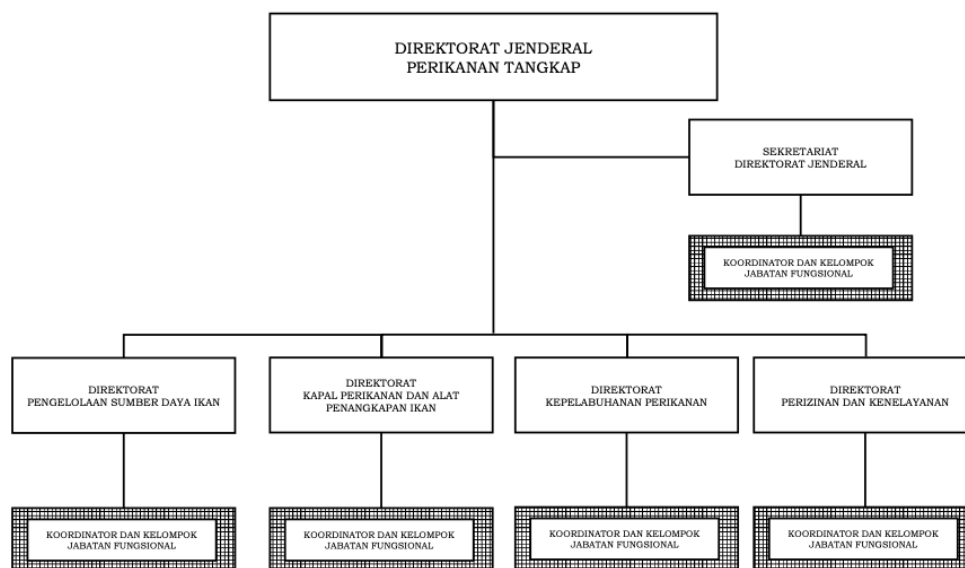 DIREKTORAT JENDERAL
PERIKANAN TANGKAP
SEKRETARIAT
DIREKTORAT JENDERAL
KOORDINATOR DAN KELOMPOK
JABATAN FUNGSIONAL
DIREKTORAT
PENGELOLAAN SUMBER DAYA IKAN
DIREKTORAT
KAPAL PERIKANAN DAN ALAT
PENANGKAPAN IKAN
DIREKTORAT
KEPELABUHANAN PERIKANAN
DIREKTORAT
PERIZINAN DAN KENELAYANAN
KOORDINATOR DAN KELOMPOK
JABATAN FUNGSIONAL
KOORDINATOR DAN KELOMPOK
JABATAN FUNGSIONAL
KOORDINATOR DAN KELOMPOK
JABATAN FUNGSIONAL
KOORDINATOR DAN KELOMPOK
JABATAN FUNGSIONAL